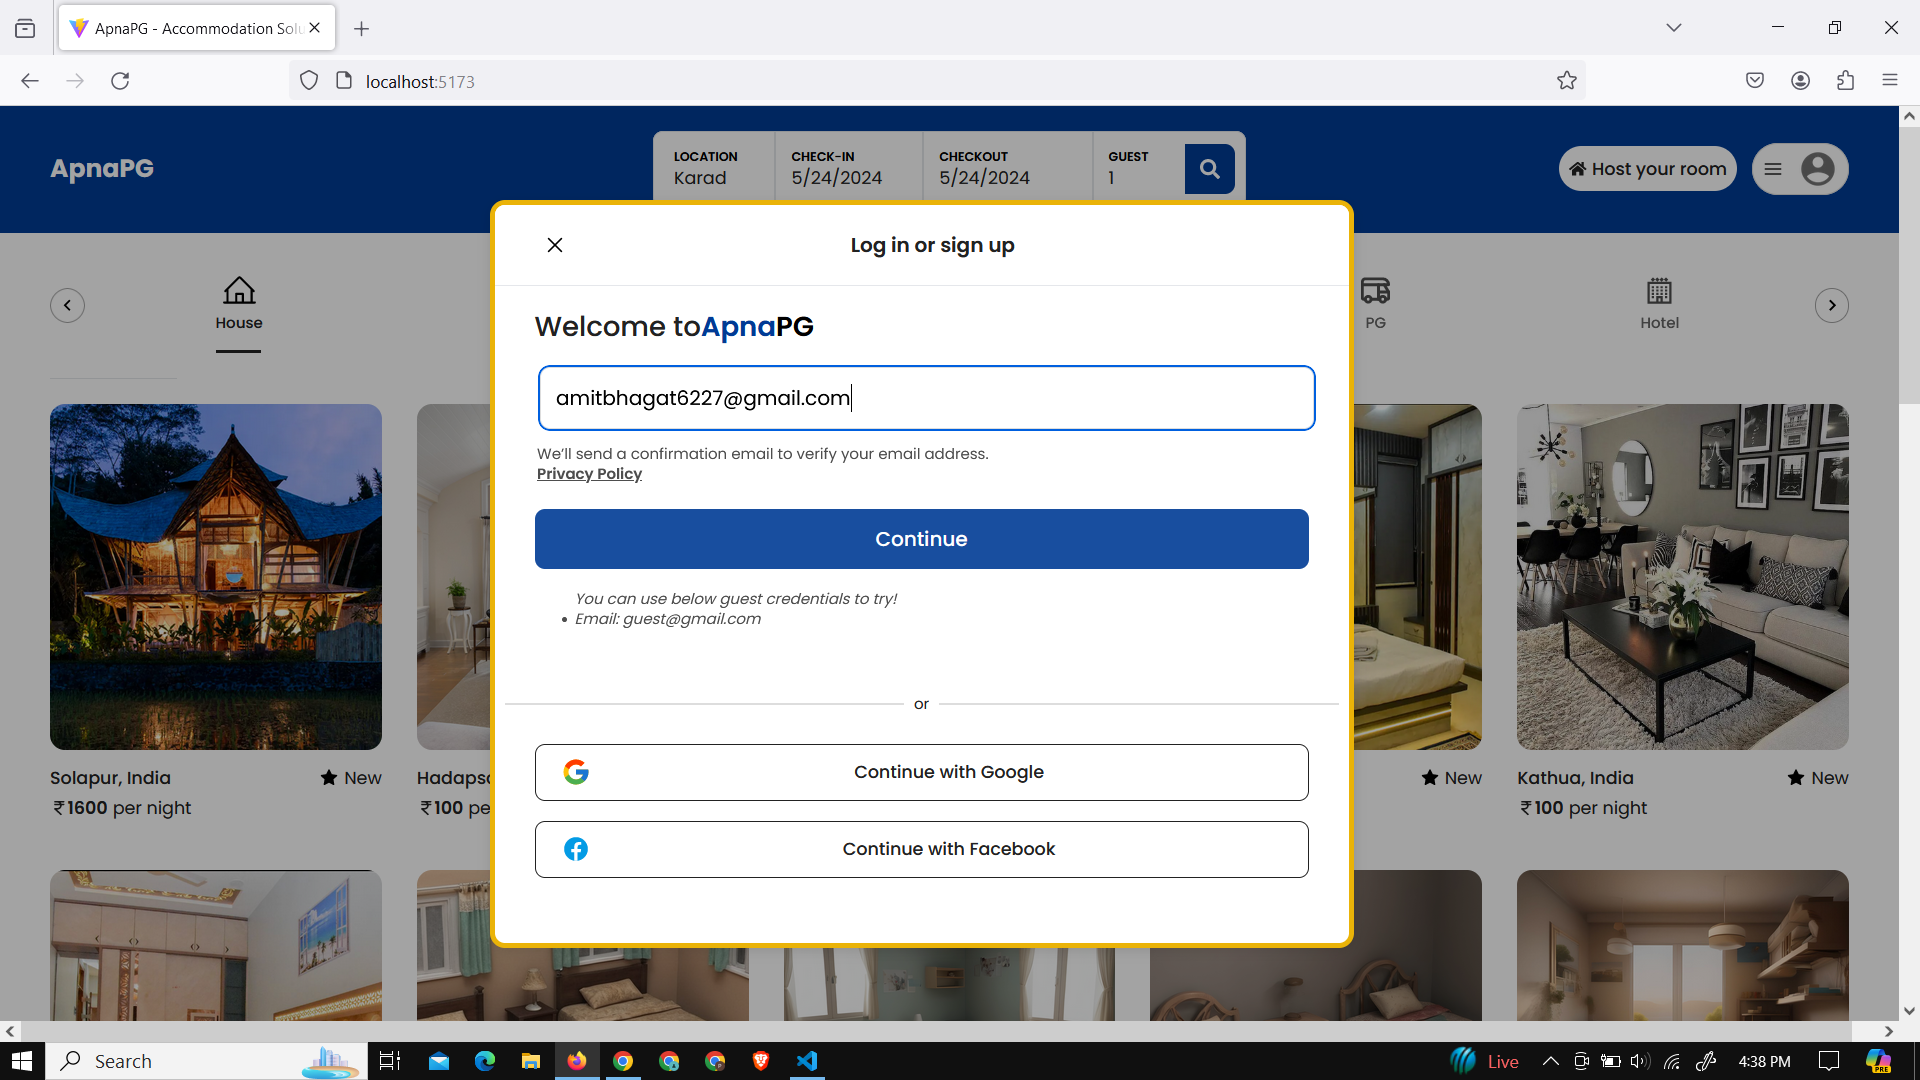 ApnaPG - Accommodation Solu
localhost:5173
ApnaPG
LOCATION
Karad
CHECK-IN
5/24/2024
CHECKOUT
5/24/2024
GUEST
1
Host your room
Log in or sign up
House
PG
Hotel
Welcome toApnaPG
amitbhagat6227@gmail.com
We'll send a confirmation email to verify your email address.
Privacy Policy
Continue
You can use below guest credentials to try!
• Email: guest@gmail.com
or
Continue with Google
Continue with Facebook
Solapur, India
New
₹1600 per night
Hadapsa
₹100 pe
New
Kathua, India
New
₹100 per night
Search
Live
4:38 PM
PRE